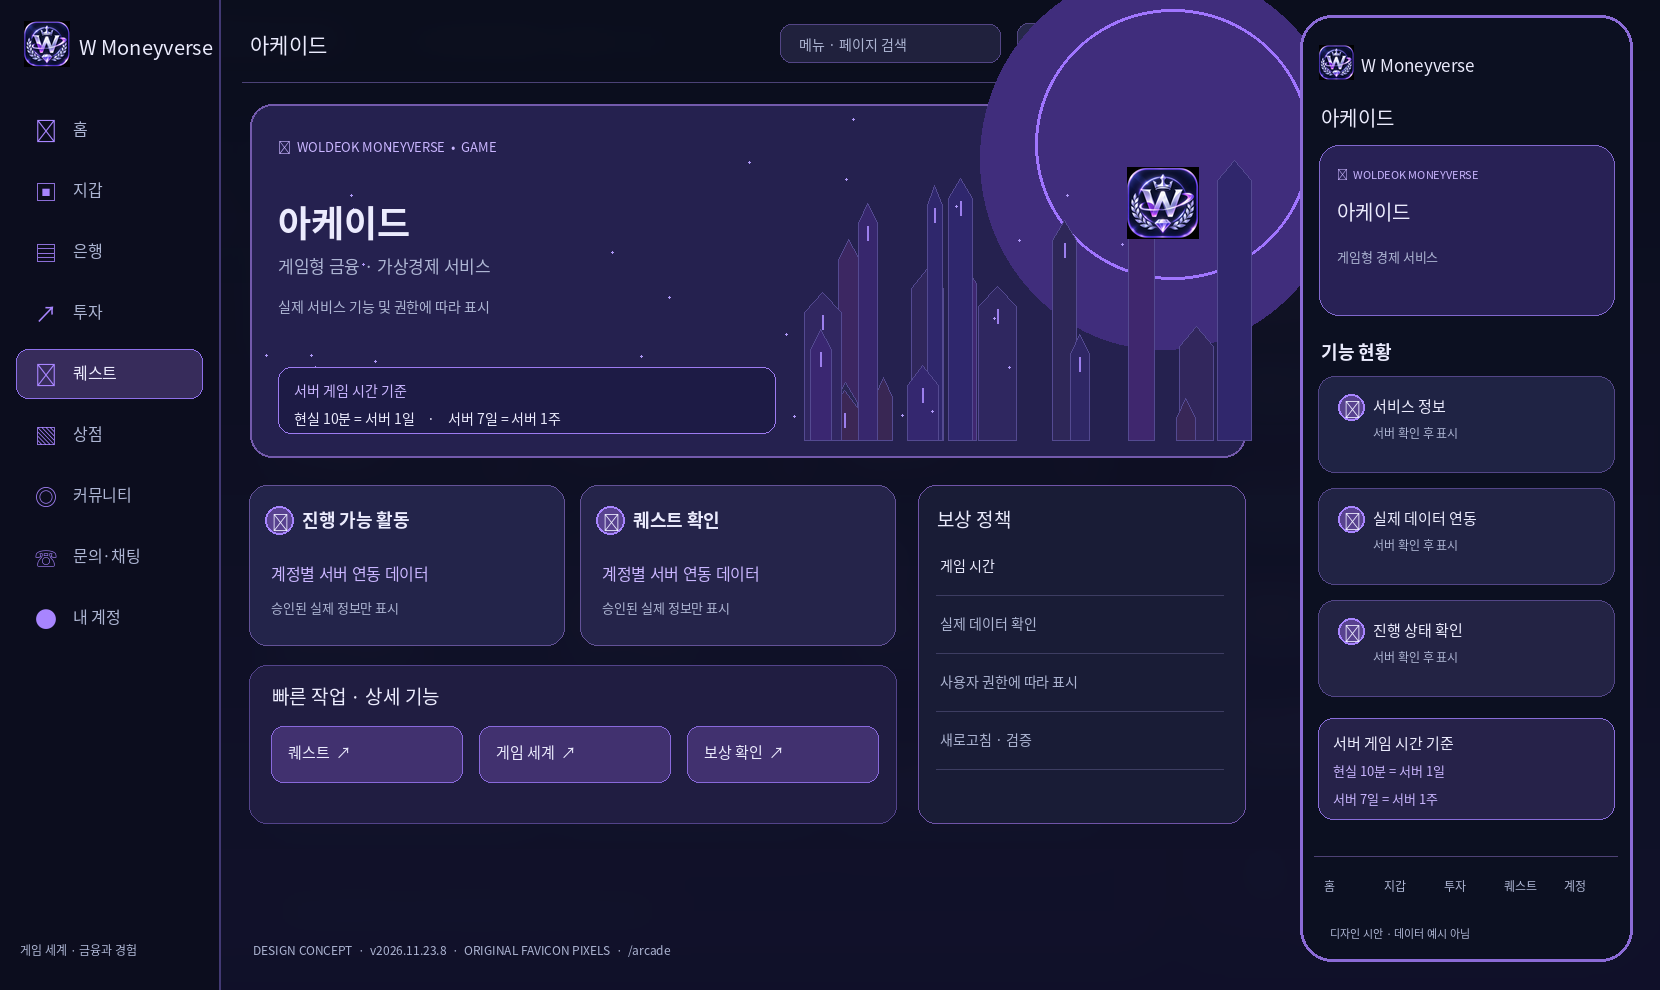 W Moneyverse
홈
지갑
은행
투자
퀘스트
상점
커뮤니티
문의·채팅
내 계정
게임 세계 · 금융과 경험
아케이드
메뉴 · 페이지 검색
WOLDEOK MONEYVERSE • GAME
아케이드
게임형 금융·· 가상경제 서비스
실제 서비스 기능 및 권한에 따라 표시
서버 게임 시간 기준
현실 10분 = 서버 1일 · 서버 7일 = 서버 1주
진행 가능 활동
계정별 서버 연동 데이터
승인된 실제 정보만 표시
퀘스트 확인
계정별 서버 연동 데이터
승인된 실제 정보만 표시
보상 정책
게임 시간
실제 데이터 확인
사용자 권한에 따라 표시
새로고침 · 검증
빠른 작업 · 상세 기능
퀘스트 ↗
게임 세계 ↗
보상 확인 ↗
DESIGN CONCEPT · v2026.11.23.8 · ORIGINAL FAVICON PIXELS · /arcade
W Moneyverse
아케이드
WOLDEOK MONEYVERSE
아케이드
게임형 경제 서비스
기능 현황
서비스 정보
서버 확인 후 표시
실제 데이터 연동
서버 확인 후 표시
진행 상태 확인
서버 확인 후 표시
서버 게임 시간 기준
현실 10분 = 서버 1일
서버 7일 = 서버 1주
홈 지갑 투자 퀘스트 계정
디자인 시안 · 데이터 예시 아님